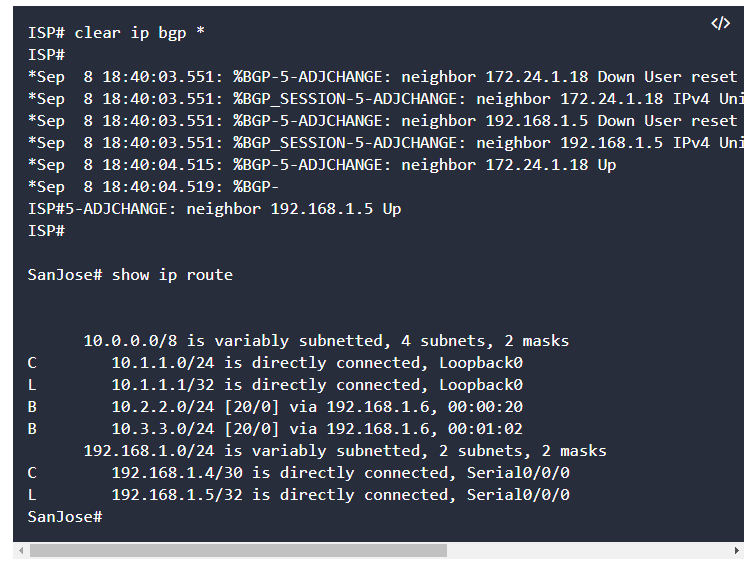 </>
ISP# clear ip bgp *
ISP#
*Sep  8 18:40:03.551: %BGP-5-ADJCHANGE: neighbor 172.24.1.18 Down User reset
*Sep  8 18:40:03.551: %BGP_SESSION-5-ADJCHANGE: neighbor 172.24.1.18 IPv4 Uni
*Sep  8 18:40:03.551: %BGP-5-ADJCHANGE: neighbor 192.168.1.5 Down User reset
*Sep  8 18:40:03.551: %BGP_SESSION-5-ADJCHANGE: neighbor 192.168.1.5 IPv4 Uni
*Sep  8 18:40:04.515: %BGP-5-ADJCHANGE: neighbor 172.24.1.18 Up
*Sep  8 18:40:04.519: %BGP-
ISP#5-ADJCHANGE: neighbor 192.168.1.5 Up
ISP#
SanJose# show ip route
      10.0.0.0/8 is variably subnetted, 4 subnets, 2 masks
C        10.1.1.0/24 is directly connected, Loopback0
L        10.1.1.1/32 is directly connected, Loopback0
B        10.2.2.0/24 [20/0] via 192.168.1.6, 00:00:20
B        10.3.3.0/24 [20/0] via 192.168.1.6, 00:01:02
      192.168.1.0/24 is variably subnetted, 2 subnets, 2 masks
C        192.168.1.4/30 is directly connected, Serial0/0/0
L        192.168.1.5/32 is directly connected, Serial0/0/0
SanJose#